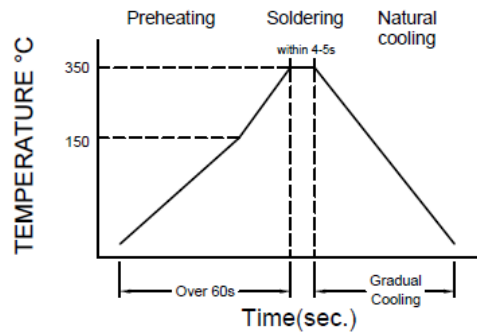 Preheating Soldering Natural
cooling
within 4-5s
350
150
TEMPERATURE °C
Over 60s
Gradual
Cooling
Time(sec.)